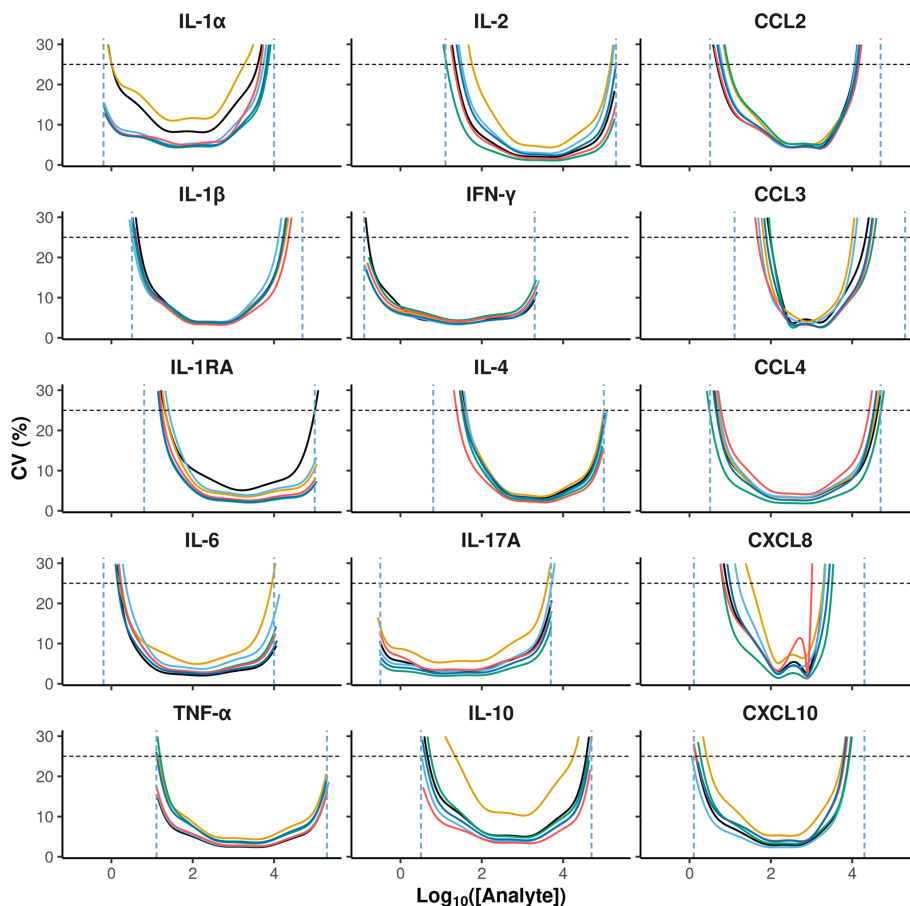 IL-1α IL-2 CCL2
30
20
10
0
IL-1β IFN-γ CCL3
30
20
10
0
IL-1RA IL-4 CCL4
30
20
10
0
IL-6 IL-17A CXCL8
30
20
10
0
TNF-α IL-10 CXCL10
30
20
10
0
CV (%)
0 2 4 0 2 4 0 2 4
Log10([Analyte])